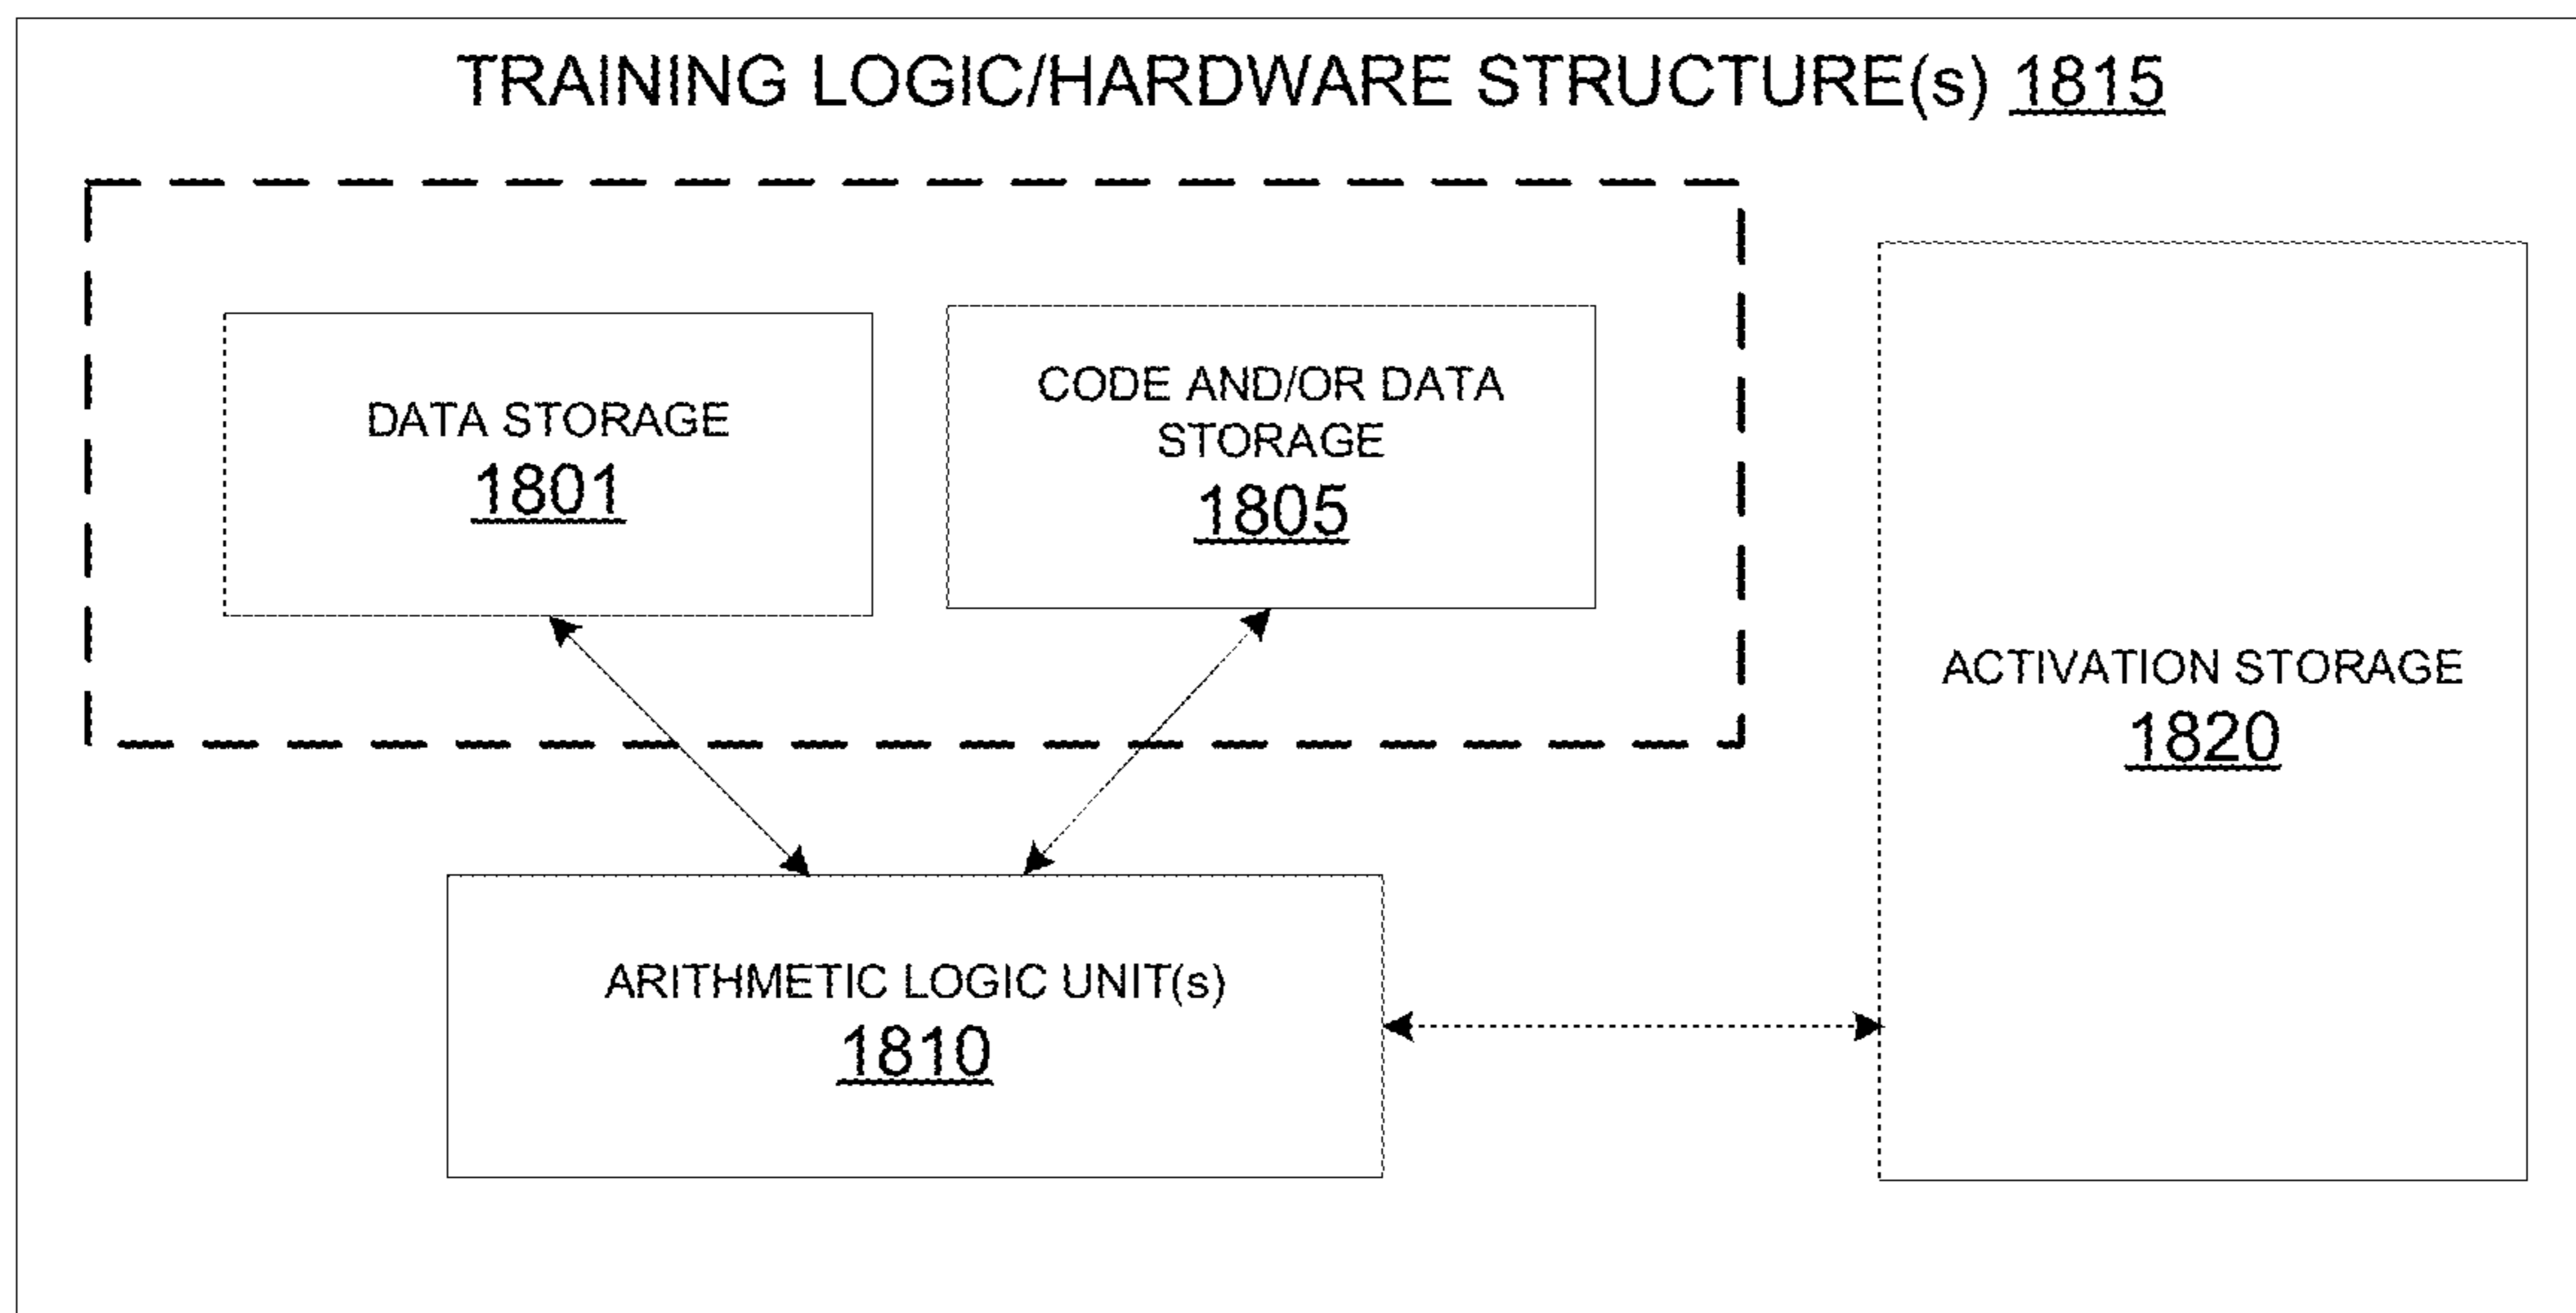 TRAINING LOGIC/HARDWARE STRUCTURE(s) 1815
DATA STORAGE
1801
CODE AND/OR DATA
STORAGE
1805
ACTIVATION STORAGE
1820
ARITHMETIC LOGIC UNIT(s)
1810